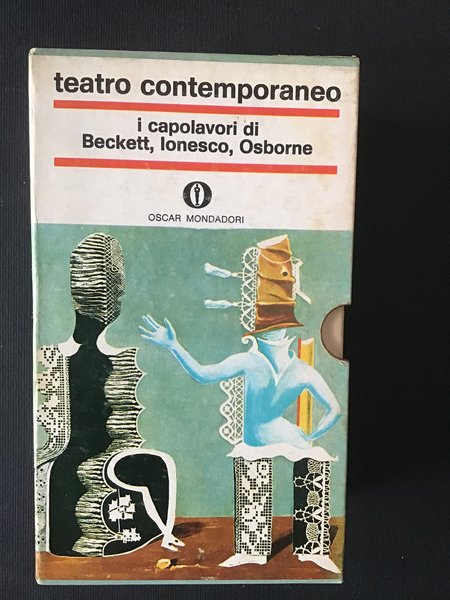 teatro contemporaneo
i capolavori di
Beckett, Ionesco, Osborne
OSCAR MONDADORI